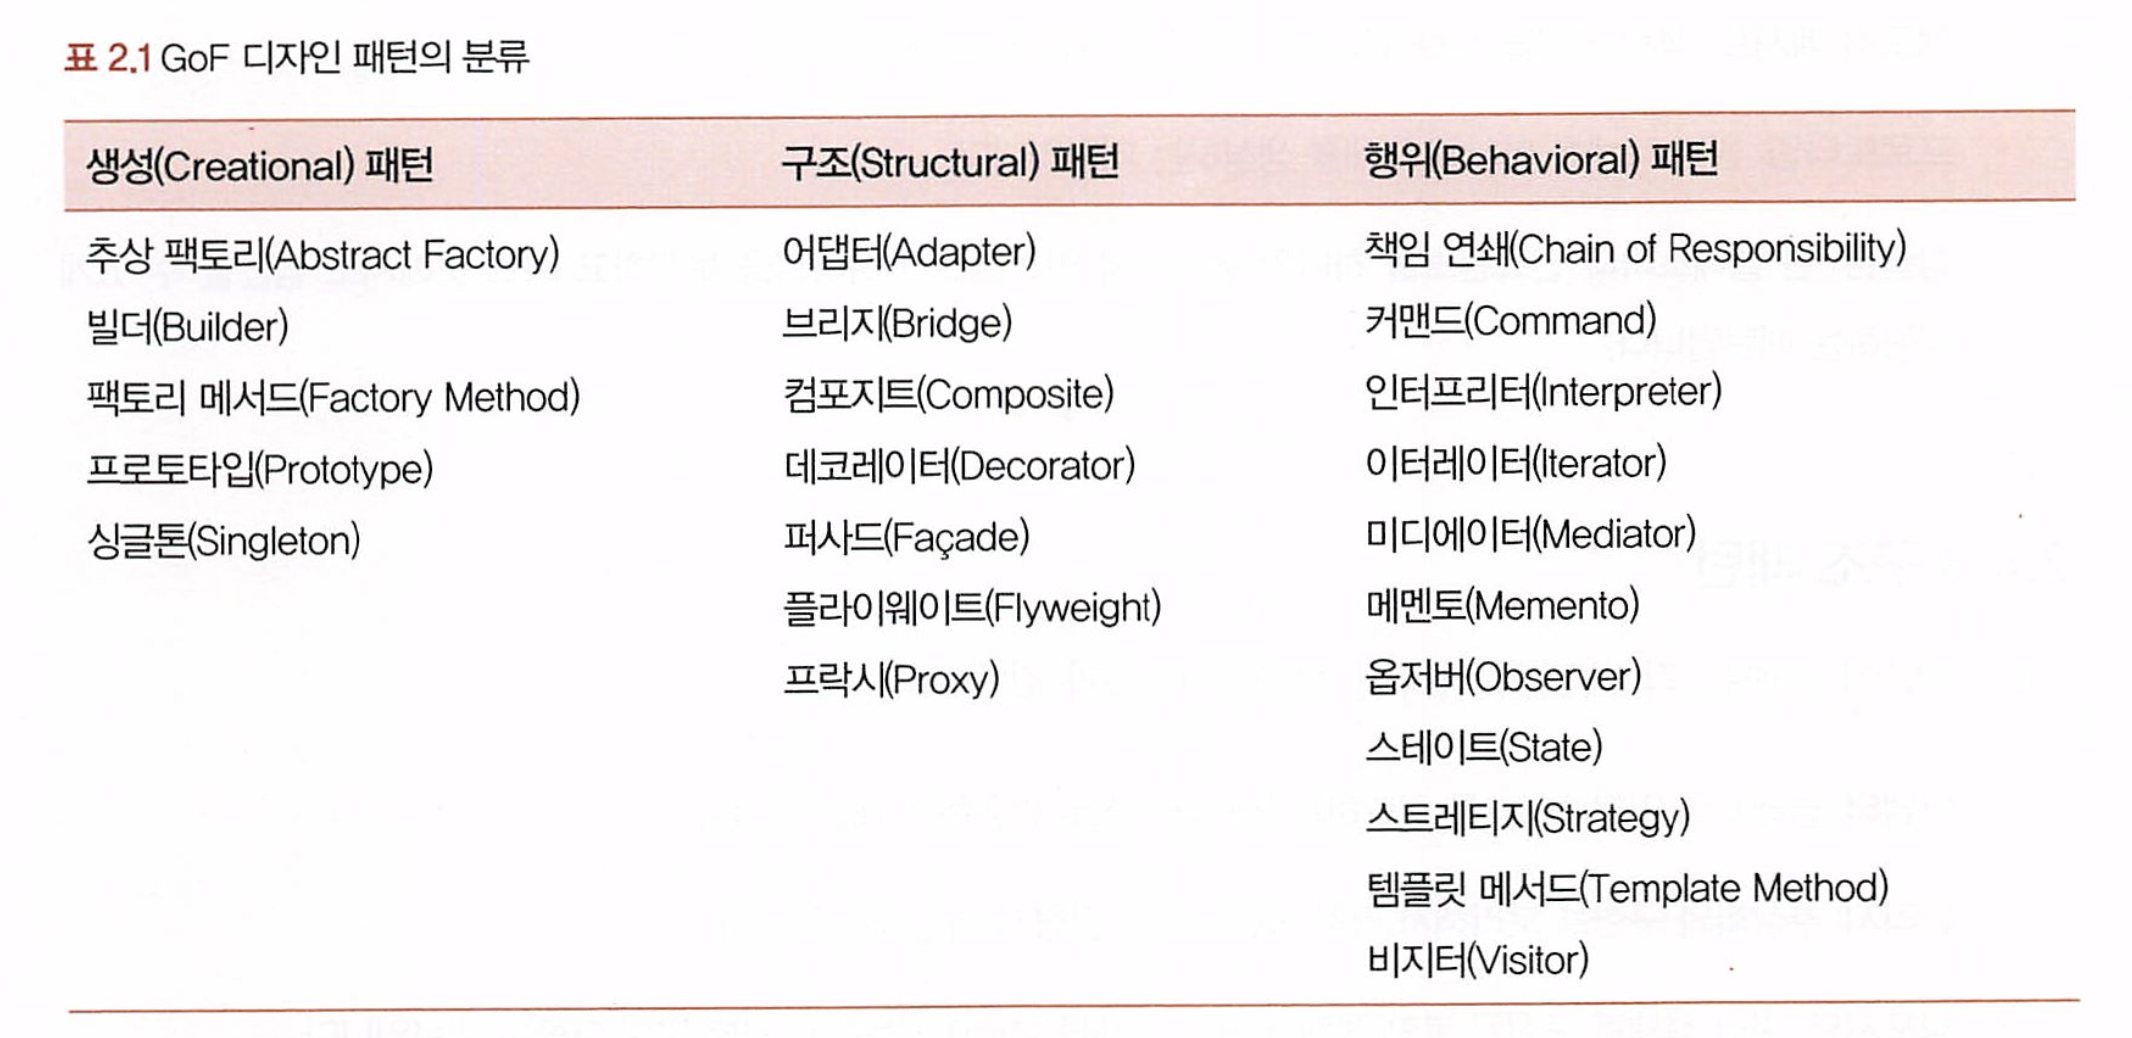 표 2.1 GoF 디자인 패턴의 분류
생성(Creational) 패턴 구조(Structural) 패턴 행위(Behavioral) 패턴
추상 팩토리(Abstract Factory) 어댑터(Adapter) 책임 연쇄(Chain of Responsibility)
빌더(Builder) 브리지(Bridge) 커맨드(Command)
팩토리 메서드(Factory Method) 컴포지트(Composite) 인터프리터(Interpreter)
프로토타입(Prototype) 데코레이터(Decorator) 이터레이터(Iterator)
싱글톤(Singleton) 퍼사드(Façade) 미디에이터(Mediator)
플라이웨이트(Flyweight) 메멘토(Memento)
프락시(Proxy) 옵저버(Observer)
스테이트(State)
스트레티지(Strategy)
템플릿 메서드(Template Method)
비지터(Visitor)